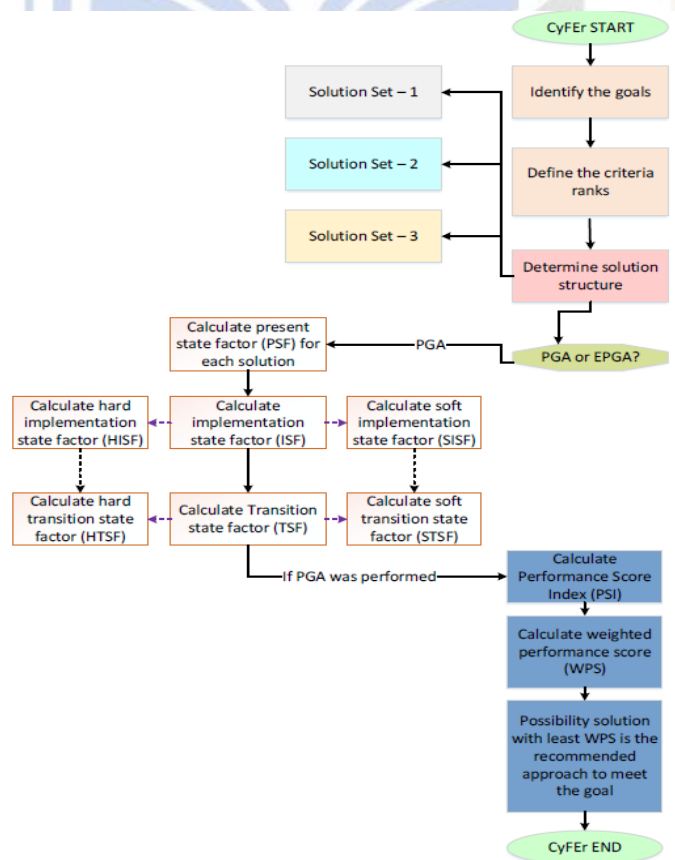 CyFEr START
Identify the goals
Solution Set – 1
Define the criteria
ranks
Solution Set – 2
Solution Set – 3
Determine solution
structure
PGA or EPGA?
PGA
Calculate present
state factor (PSF) for
each solution
Calculate hard
implementation
state factor (HISF)
Calculate
implementation
state factor (ISF)
Calculate soft
implementation
state factor (SISF)
Calculate hard
transition state
factor (HTSF)
Calculate Transition
state factor (TSF)
Calculate soft
transition state
factor (STSF)
If PGA was performed
Calculate
Performance Score
Index (PSI)
Calculate weighted
performance score
(WPS)
Possibility solution
with least WPS is the
recommended
approach to meet
the goal
CyFEr END